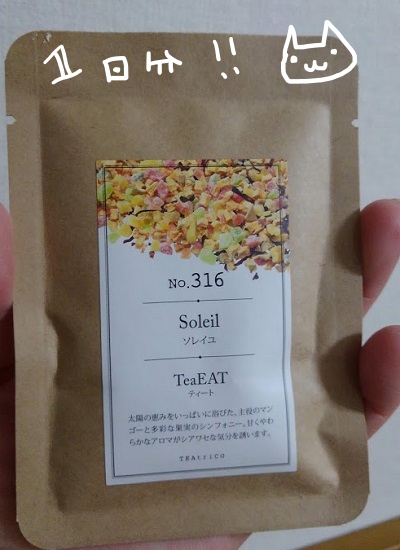 1日分!!
No.316
Soleil
ソレイユ
TeaEAT
ティート
太陽の恵みをいっぱいに浴びた、主役のマン
ゴーと多彩な果実のシンフォニー。甘くやわ
らかなアロマがシアワセな気分を誘います。
TEAtriCO